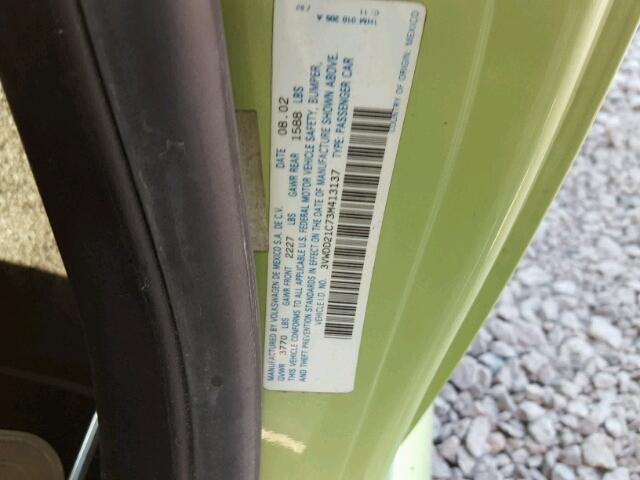 MANUFACTURED BY VOLKSWAGEN DE MEXICO S.A. DE C.V. DATE 08.02
GVWR 3770 LBS GAWR FRONT 2227 LBS GAWR REAR 1588 LBS
THIS VEHICLE CONFORMS TO ALL APPLICABLE U.S. FEDERAL MOTOR VEHICLE SAFETY, BUMPER,
AND THEFT PREVENTION STANDARDS IN EFFECT ON THE DATE OF MANUFACTURE SHOWN ABOVE.
VEHICLE I.D. NO. 3VWDD21C73M413137 TYPE: PASSENGER CAR
COUNTRY OF ORIGIN: MEXICO